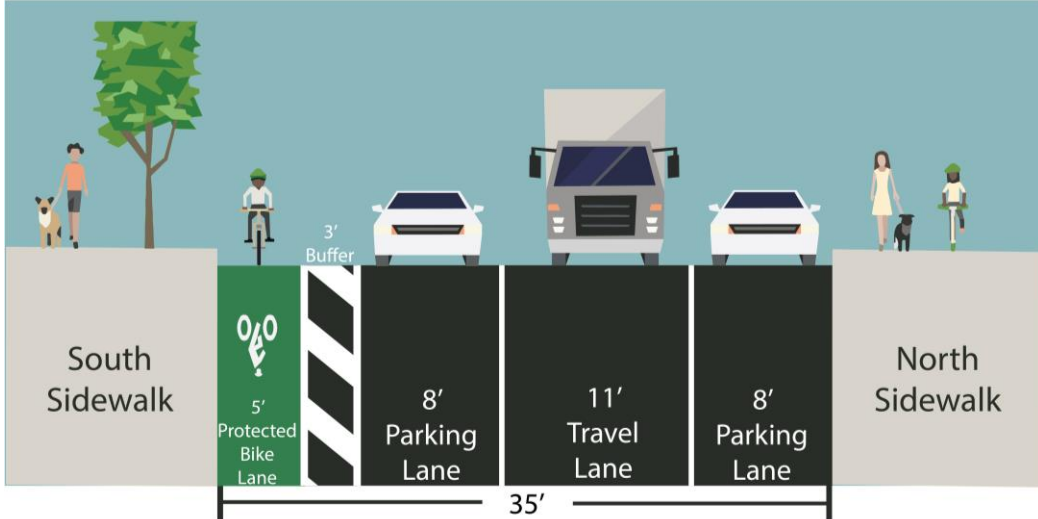 South
Sidewalk
5’
Protected
Bike
Lane
3’
Buffer
8’
Parking
Lane
11’
Travel
Lane
8’
Parking
Lane
North
Sidewalk
35’